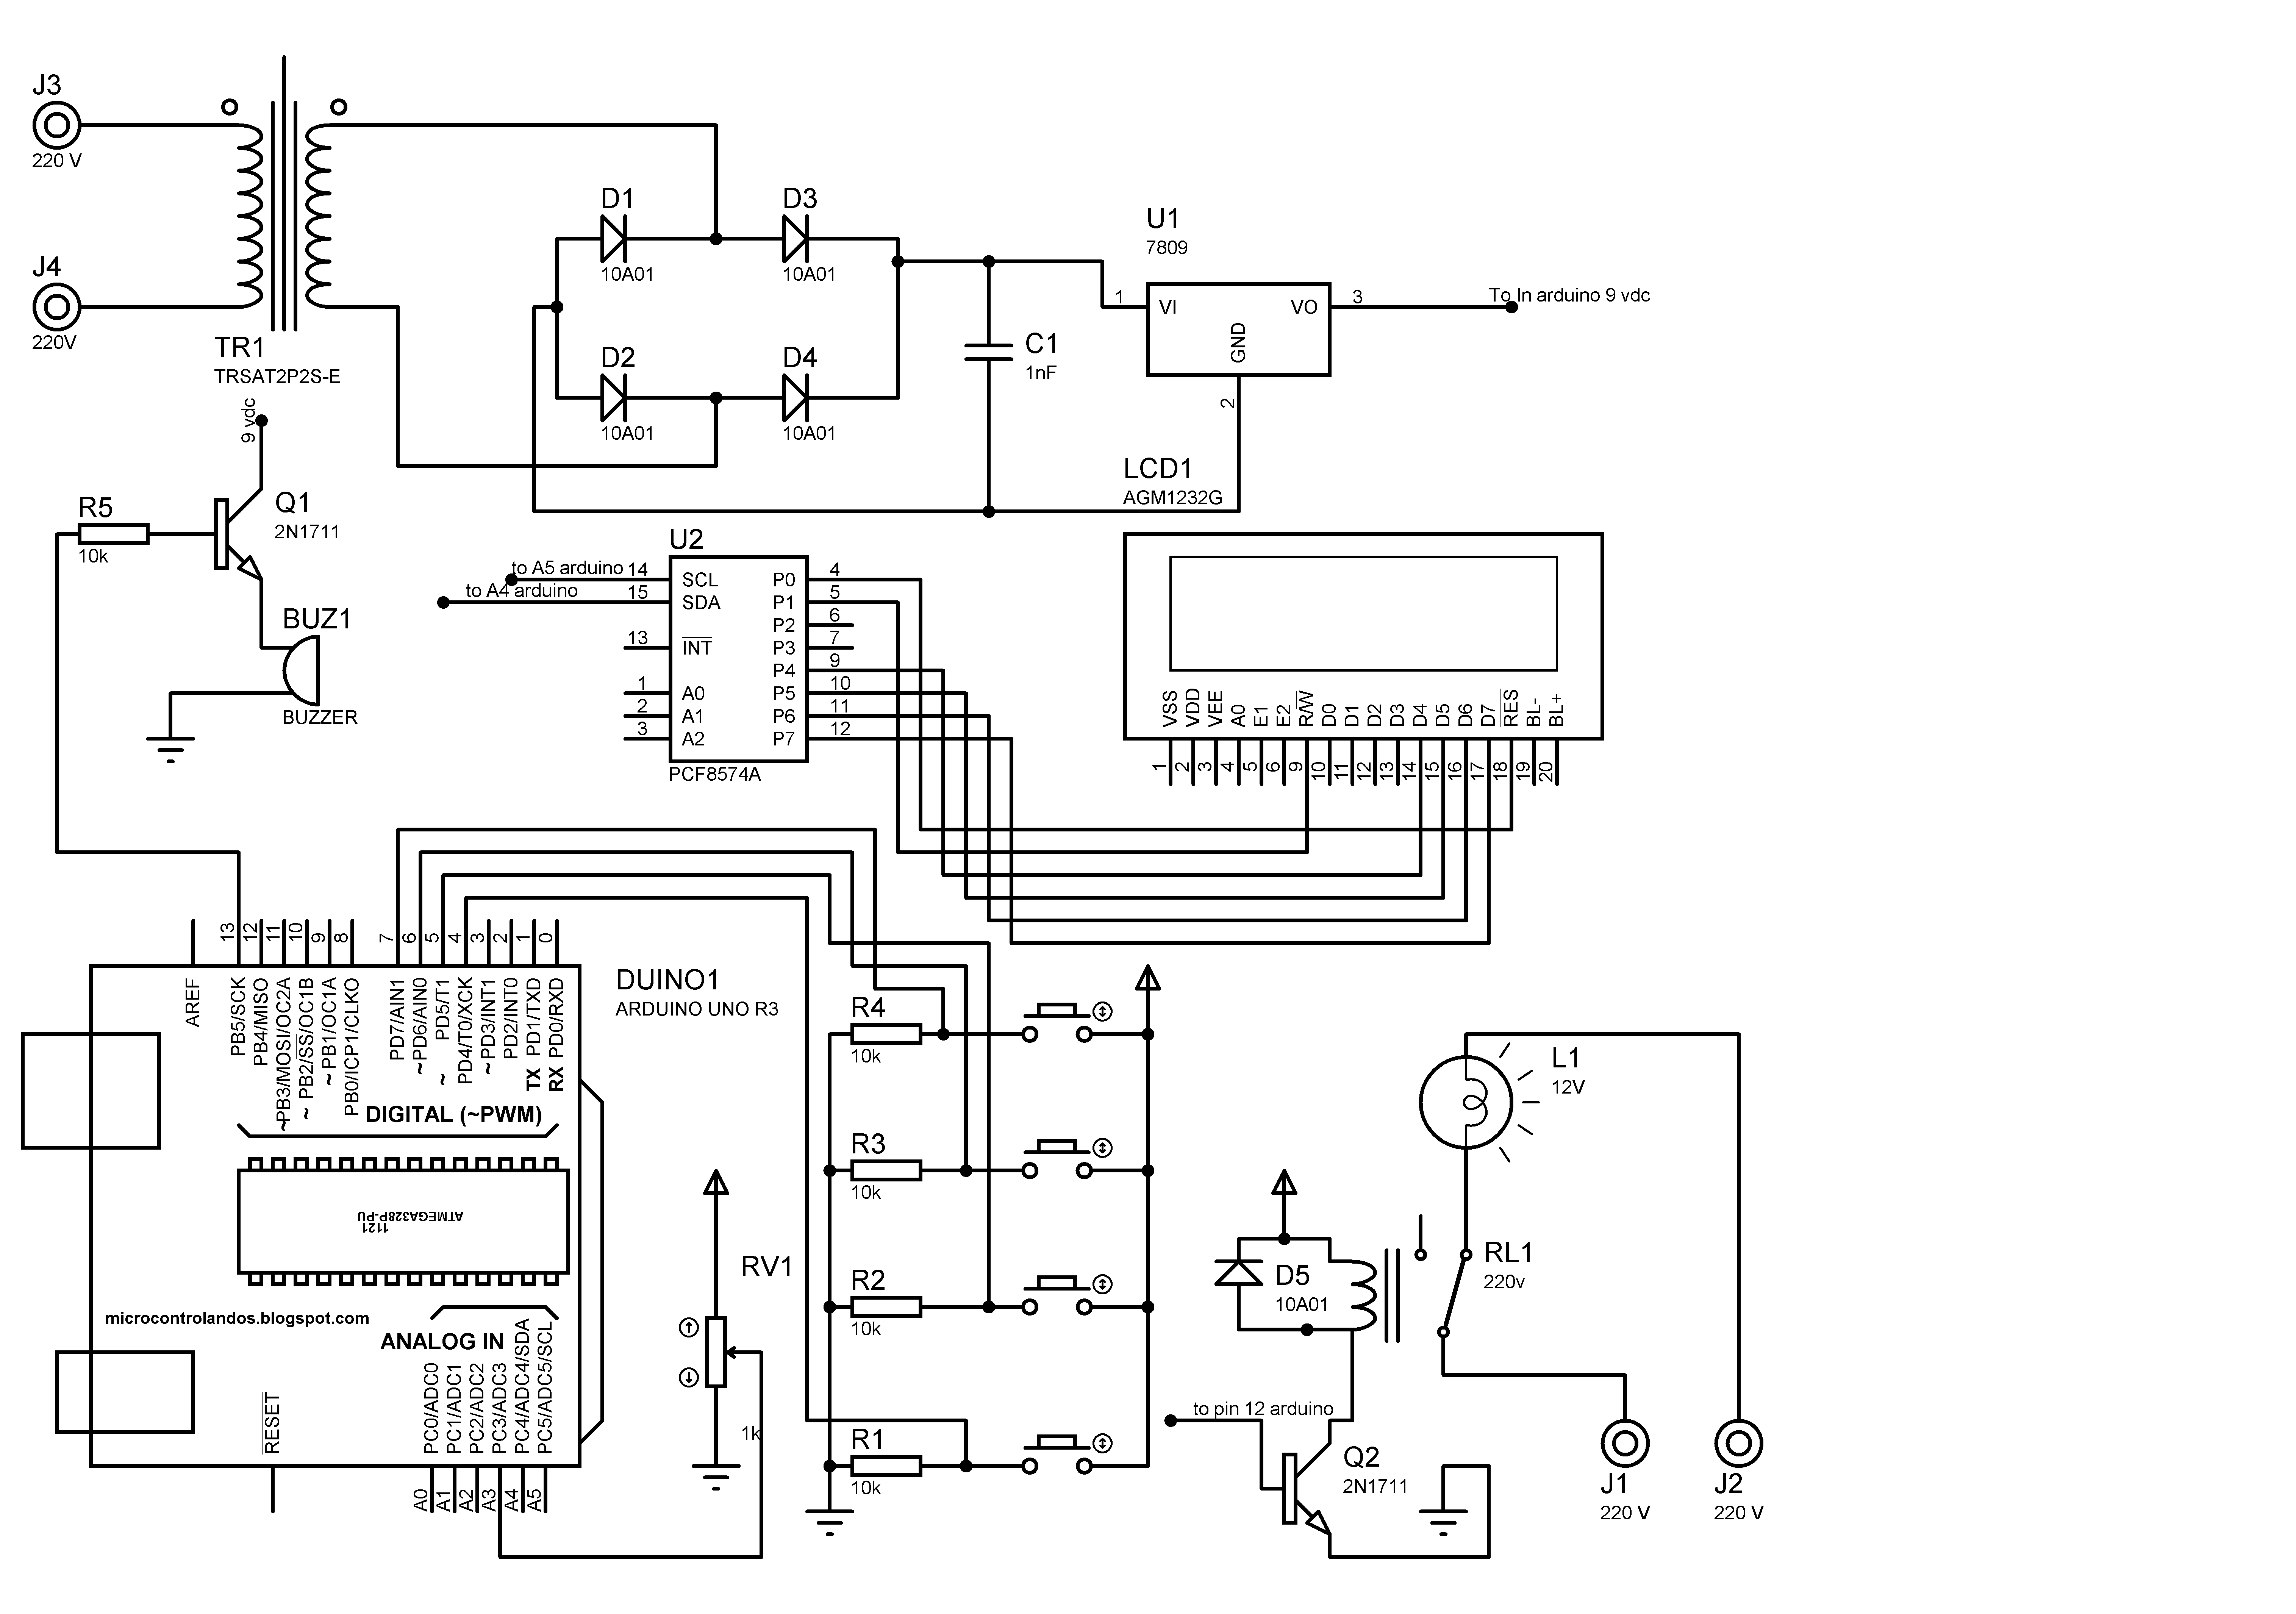 J3
220 V
J4
220V
TR1
TRSAT2P2S-E
D1
10A01
D3
10A01
D2
10A01
D4
10A01
C1
1nF
U1
7809
1
VI
VO
3
GND
2
To In arduino 9 vdc
9 vdc
R5
10k
Q1
2N1711
BUZ1
BUZZER
U2
to A5 arduino
14
SCL
to A4 arduino
15
SDA
13
INT
1
A0
2
A1
3
A2
P0
4
P1
5
P2
6
P3
7
P4
9
P5
10
P6
11
P7
12
PCF8574A
LCD1
AGM1232G
VSS
VDD
VEE
A0
E1
E2
R/W
D0
D1
D2
D3
D4
D5
D6
D7
RES
BL-
BL+
1
2
3
4
5
6
9
10
11
12
13
14
15
16
17
18
19
20
DUINO1
ARDUINO UNO R3
13
12
11
10
9
8
7
6
5
4
3
2
1
0
AREF
PB5/SCK
PB4/MISO
~PB3/MOSI/OC2A
~ PB2/SS/OC1B
~ PB1/OC1A
PB0/ICP1/CLKO
PD7/AIN1
~PD6/AIN0
~ PD5/T1
PD4/T0/XCK
~PD3/INT1
PD2/INT0
TX PD1/TXD
RX PD0/RXD
DIGITAL (~PWM)
ATMEGA328P-PU
1121
microcontrolandos.blogspot.com
ANALOG IN
RESET
PC0/ADC0
PC1/ADC1
PC2/ADC2
PC3/ADC3
PC4/ADC4/SDA
PC5/ADC5/SCL
A0
A1
A2
A3
A4
A5
RV1
1k
R4
10k
R3
10k
R2
10k
R1
10k
D5
10A01
L1
12V
RL1
220v
to pin 12 arduino
Q2
2N1711
J1
220 V
J2
220 V